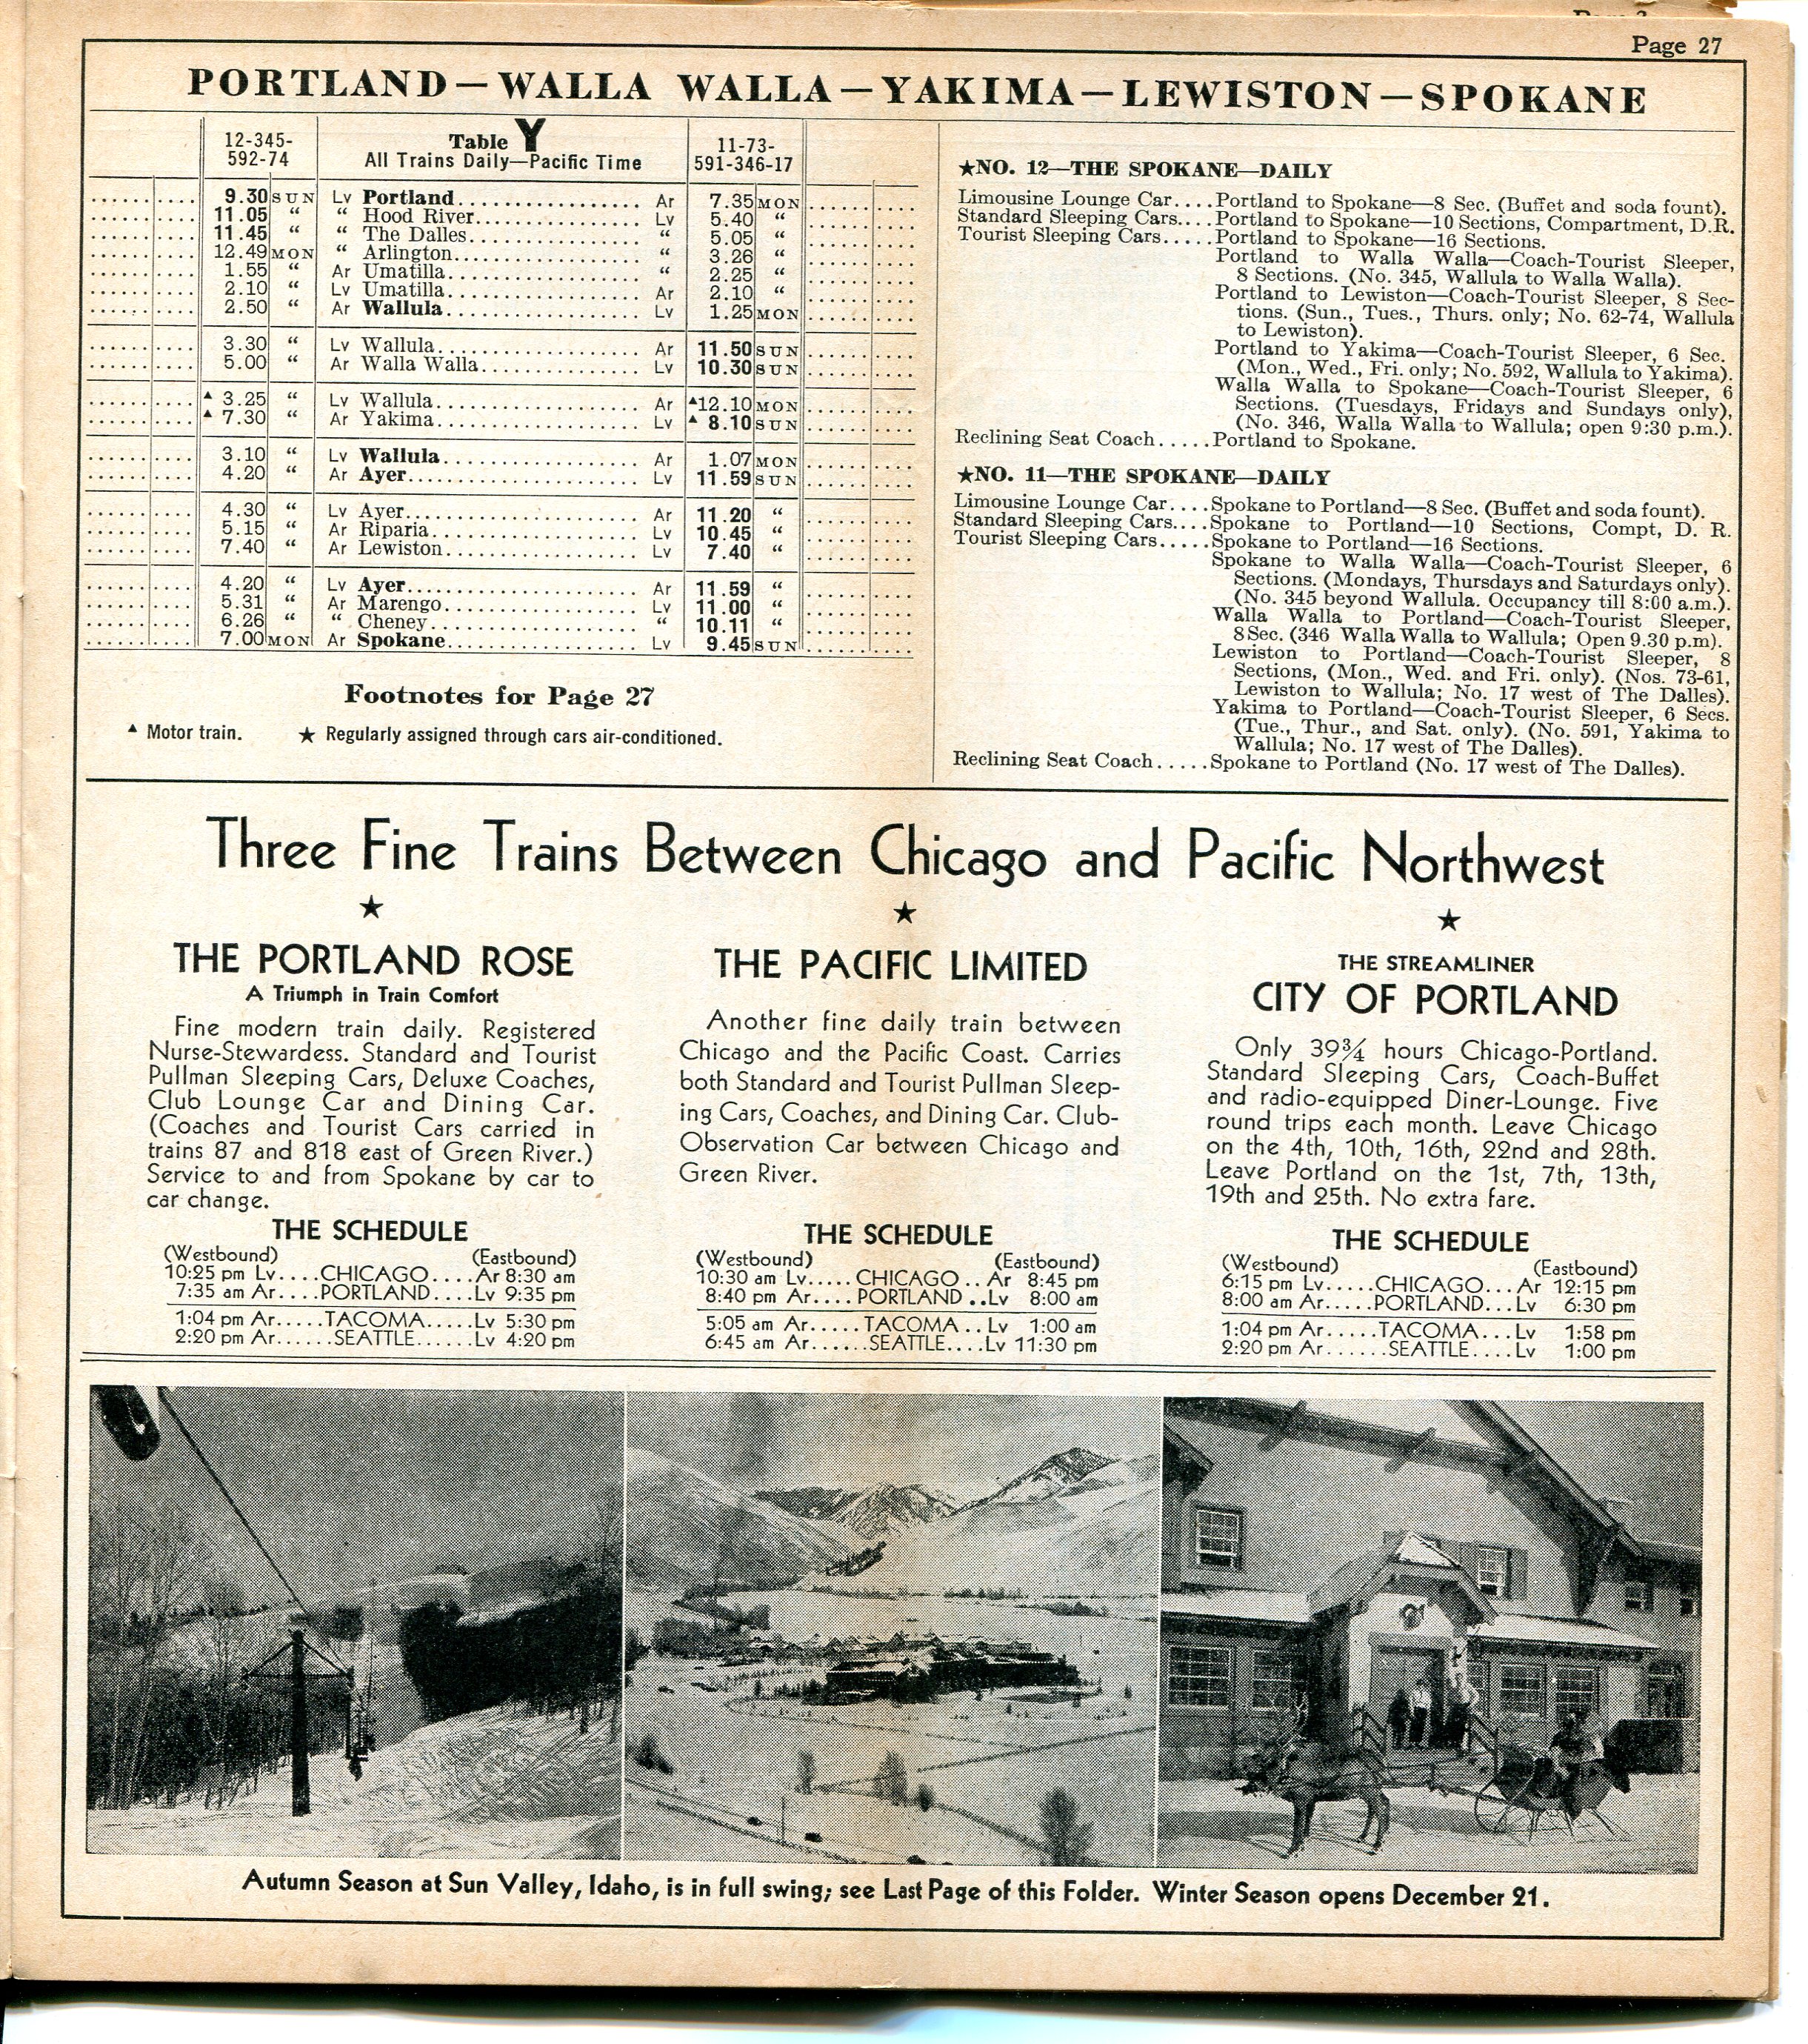 Page 27
PORTLAND—WALLA WALLA—YAKIMA—LEWISTON—SPOKANE
12-345-
592-74
Table Y
All Trains Daily—Pacific Time
11-73-
591-346-17
9.30 SUN Lv Portland Ar 7.35 MON
11.05 “ “ Hood River Lv 5.40 “
11.45 “ “ The Dalles “ 5.05 “
12.49 MON “ Arlington “ 3.26 “
1.55 “ Ar Umatilla “ 2.25 “
2.10 “ Lv Umatilla Ar 2.10 “
2.50 “ Ar Wallula Lv 1.25 MON
3.30 “ Lv Wallula Ar 11.50 SUN
5.00 “ Ar Walla Walla Lv 10.30 SUN
▲ 3.25 “ Lv Wallula Ar ▲12.10 MON
▲ 7.30 “ Ar Yakima Lv ▲ 8.10 SUN
3.10 “ Lv Wallula Ar 1.07 MON
4.20 “ Ar Ayer Lv 11.59 SUN
4.30 “ Lv Ayer Ar 11.20 “
5.15 “ Ar Riparia Lv 10.45 “
7.40 “ Ar Lewiston Lv 7.40 “
4.20 “ Lv Ayer Ar 11.59 “
5.31 “ Ar Marengo Lv 11.00 “
6.26 “ “ Cheney “ 10.11 “
7.00 MON Ar Spokane Lv 9.45 SUN
Footnotes for Page 27
▲ Motor train. ★ Regularly assigned through cars air-conditioned.
★NO. 12—THE SPOKANE—DAILY
Limousine Lounge Car....Portland to Spokane—8 Sec. (Buffet and soda fount).
Standard Sleeping Cars....Portland to Spokane—10 Sections, Compartment, D.R.
Tourist Sleeping Cars.....Portland to Spokane—16 Sections.
Portland to Walla Walla—Coach-Tourist Sleeper,
8 Sections. (No. 345, Wallula to Walla Walla).
Portland to Lewiston—Coach-Tourist Sleeper, 8 Sec-
tions. (Sun., Tues., Thurs. only; No. 62-74, Wallula
to Lewiston).
Portland to Yakima—Coach-Tourist Sleeper, 6 Sec.
(Mon., Wed., Fri. only; No. 592, Wallula to Yakima).
Walla Walla to Spokane—Coach-Tourist Sleeper, 6
Sections. (Tuesdays, Fridays and Sundays only),
(No. 346, Walla Walla to Wallula; open 9:30 p.m.).
Reclining Seat Coach.....Portland to Spokane.
★NO. 11—THE SPOKANE—DAILY
Limousine Lounge Car....Spokane to Portland—8 Sec. (Buffet and soda fount).
Standard Sleeping Cars....Spokane to Portland—10 Sections, Compt, D. R.
Tourist Sleeping Cars.....Spokane to Portland—16 Sections.
Spokane to Walla Walla—Coach-Tourist Sleeper, 6
Sections. (Mondays, Thursdays and Saturdays only).
(No. 345 beyond Wallula. Occupancy till 8:00 a.m.).
Walla Walla to Portland—Coach-Tourist Sleeper,
8 Sec. (346 Walla Walla to Wallula; Open 9.30 p.m).
Lewiston to Portland—Coach-Tourist Sleeper, 8
Sections, (Mon., Wed. and Fri. only). (Nos. 73-61,
Lewiston to Wallula; No. 17 west of The Dalles).
Yakima to Portland—Coach-Tourist Sleeper, 6 Secs.
(Tue., Thur., and Sat. only). (No. 591, Yakima to
Wallula; No. 17 west of The Dalles).
Reclining Seat Coach.....Spokane to Portland (No. 17 west of The Dalles).
Three Fine Trains Between Chicago and Pacific Northwest
★ ★ ★
THE PORTLAND ROSE
A Triumph in Train Comfort
Fine modern train daily. Registered
Nurse-Stewardess. Standard and Tourist
Pullman Sleeping Cars, Deluxe Coaches,
Club Lounge Car and Dining Car.
(Coaches and Tourist Cars carried in
trains 87 and 818 east of Green River.)
Service to and from Spokane by car to
car change.
THE SCHEDULE
(Westbound) (Eastbound)
10:25 pm Lv....CHICAGO....Ar 8:30 am
7:35 am Ar....PORTLAND....Lv 9:35 pm
1:04 pm Ar.....TACOMA.....Lv 5:30 pm
2:20 pm Ar.....SEATTLE......Lv 4:20 pm
THE PACIFIC LIMITED
Another fine daily train between
Chicago and the Pacific Coast. Carries
both Standard and Tourist Pullman Sleep-
ing Cars, Coaches, and Dining Car. Club-
Observation Car between Chicago and
Green River.
THE SCHEDULE
(Westbound) (Eastbound)
10:30 am Lv.....CHICAGO..Ar 8:45 pm
8:40 pm Ar....PORTLAND..Lv 8:00 am
5:05 am Ar.....TACOMA..Lv 1:00 am
6:45 am Ar......SEATTLE....Lv 11:30 pm
THE STREAMLINER
CITY OF PORTLAND
Only 39¾ hours Chicago-Portland.
Standard Sleeping Cars, Coach-Buffet
and radio-equipped Diner-Lounge. Five
round trips each month. Leave Chicago
on the 4th, 10th, 16th, 22nd and 28th.
Leave Portland on the 1st, 7th, 13th,
19th and 25th. No extra fare.
THE SCHEDULE
(Westbound) (Eastbound)
6:15 pm Lv.....CHICAGO...Ar 12:15 pm
8:00 am Ar.....PORTLAND...Lv 6:30 pm
1:04 pm Ar.....TACOMA...Lv 1:58 pm
2:20 pm Ar......SEATTLE....Lv 1:00 pm
Autumn Season at Sun Valley, Idaho, is in full swing; see Last Page of this Folder. Winter Season opens December 21.